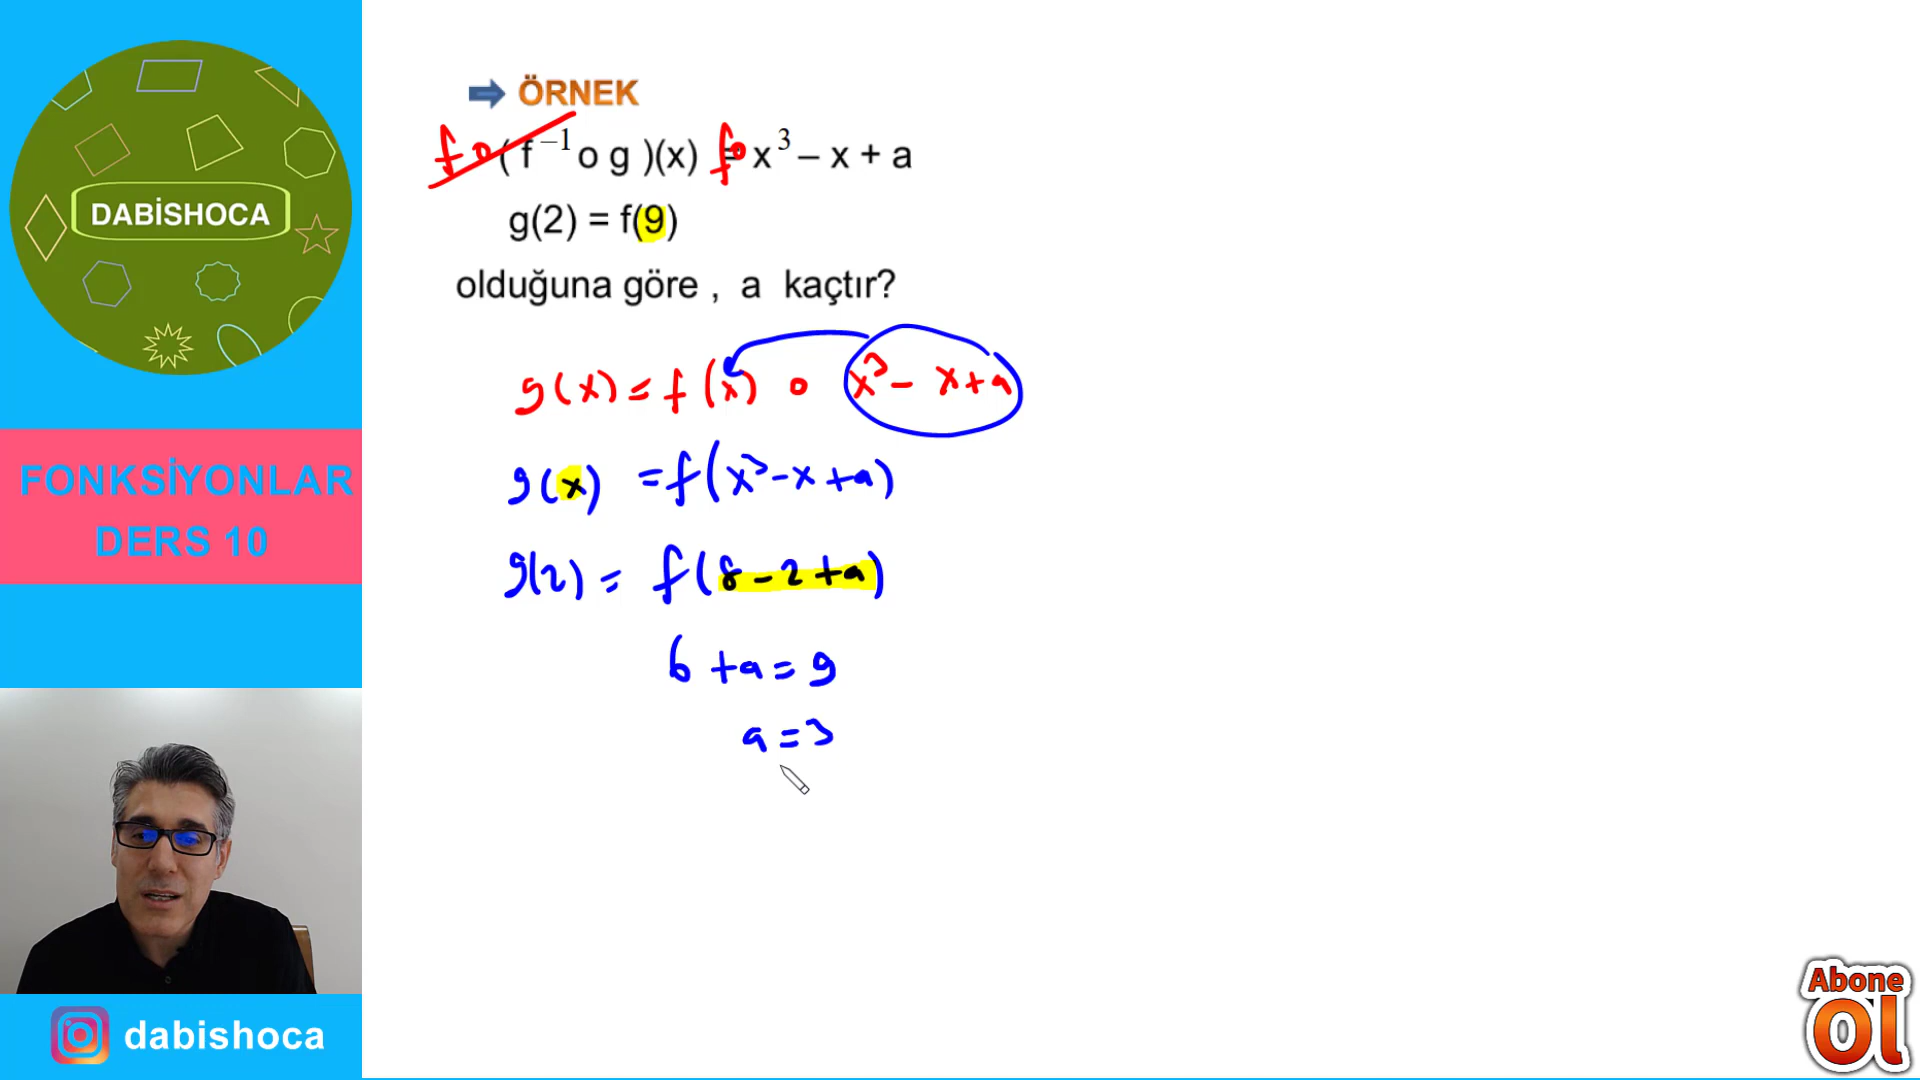 DABİSHOCA
FONKSİYONLAR
DERS 10
dabishoca
ÖRNEK
fo( f⁻¹ o g )(x) = fo x³ – x + a
g(2) = f(9)
olduğuna göre , a kaçtır?
g(x) = f(x) o x³ - x + a
g(x) = f(x³ - x + a)
g(2) = f(8 - 2 + a)
6 + a = 9
a = 3
Abone
Ol